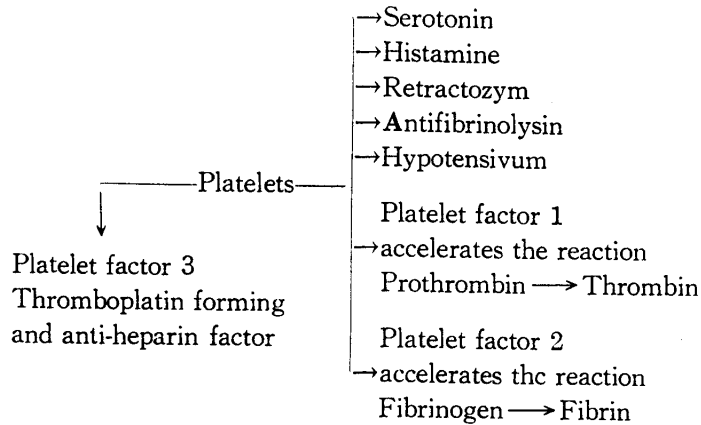 →Serotonin
→Histamine
→Retractozym
→Antifibrinolysin
→Hypotensivum
Platelets
Platelet factor 1
→accelerates the reaction
Prothrombin → Thrombin
Platelet factor 3
Thromboplatin forming
and anti-heparin factor
Platelet factor 2
→accelerates thc reaction
Fibrinogen → Fibrin